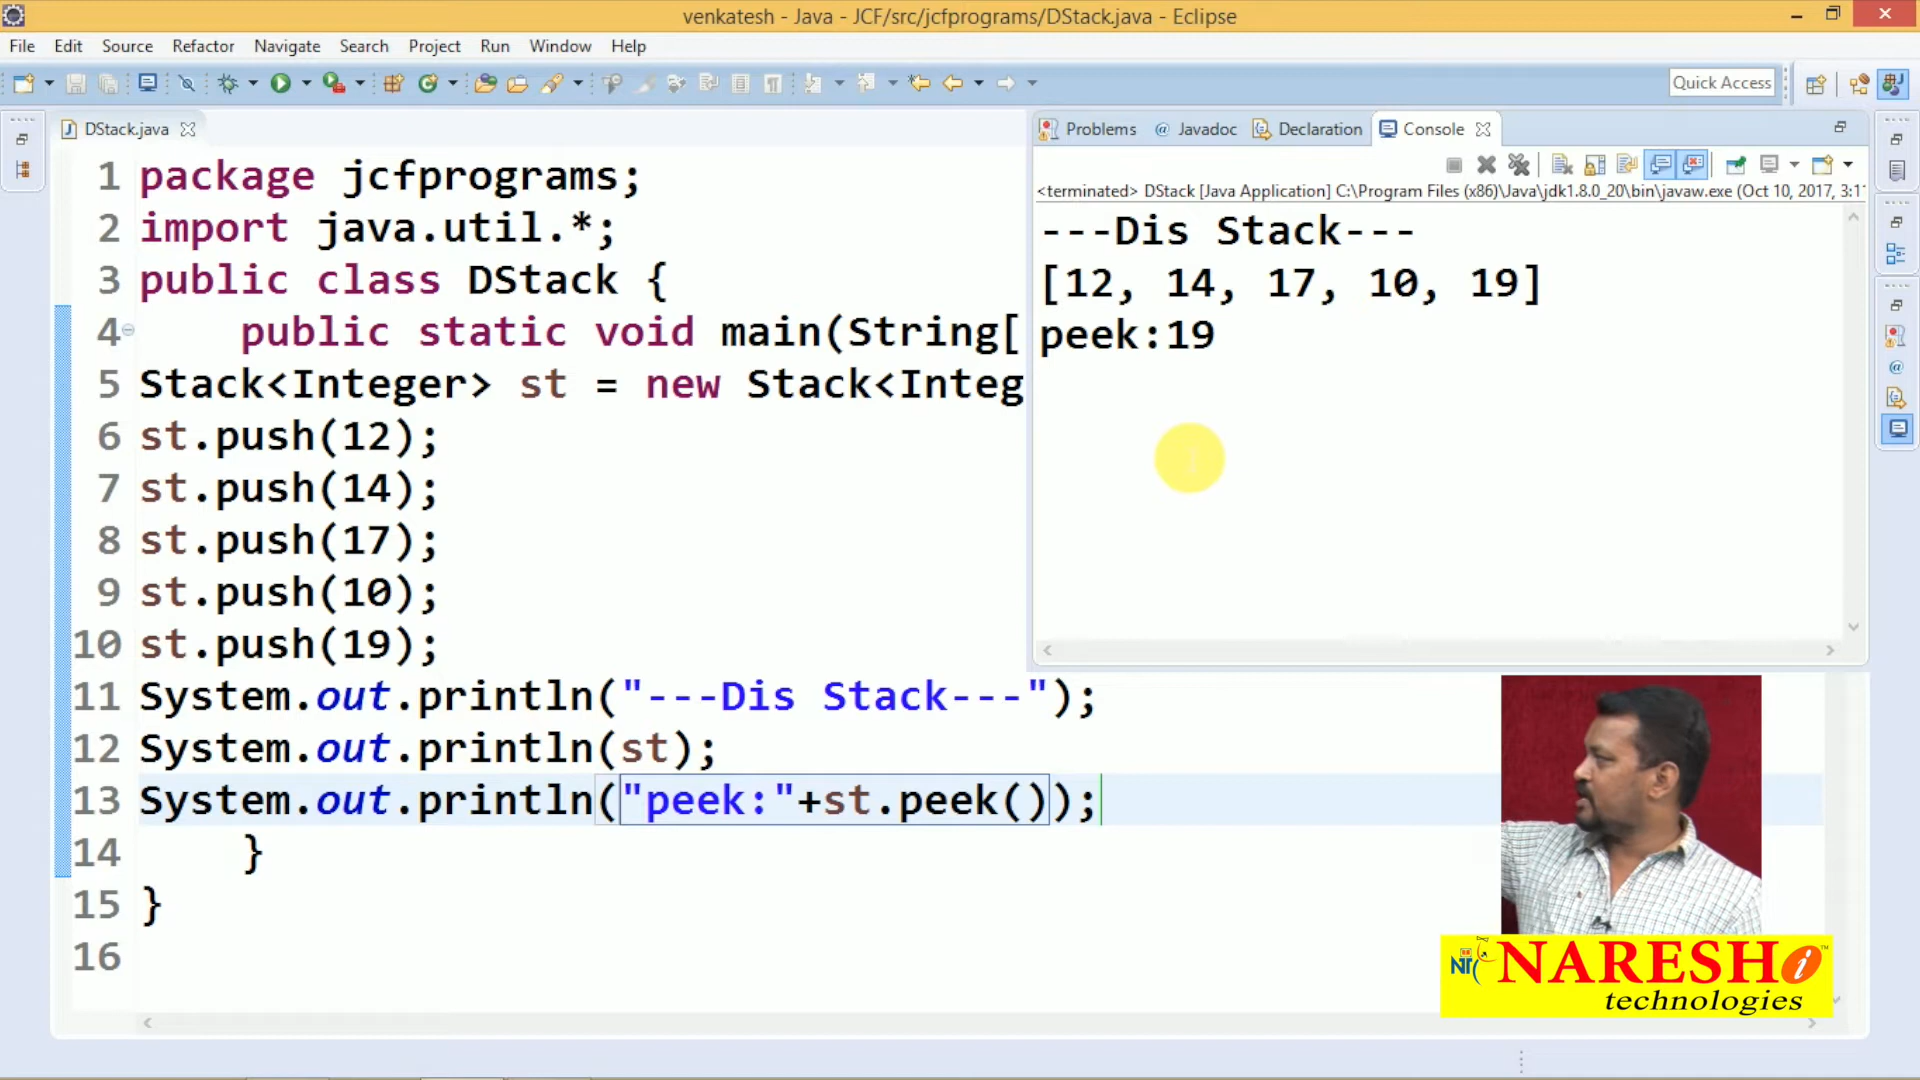 venkatesh - Java - JCF/src/jcfprograms/DStack.java - Eclipse
File Edit Source Refactor Navigate Search Project Run Window Help
Quick Access
DStack.java
Problems @ Javadoc Declaration Console
<terminated> DStack [Java Application] C:\Program Files (x86)\Java\jdk1.8.0_20\bin\javaw.exe (Oct 10, 2017, 3:1
---Dis Stack---
[12, 14, 17, 10, 19]
peek:19
1 package jcfprograms;
2 import java.util.*;
3 public class DStack {
4 public static void main(String[
5 Stack<Integer> st = new Stack<Integ
6 st.push(12);
7 st.push(14);
8 st.push(17);
9 st.push(10);
10 st.push(19);
11 System.out.println("---Dis Stack---");
12 System.out.println(st);
13 System.out.println("peek:"+st.peek());
14 }
15 }
16
NARESH i
technologies